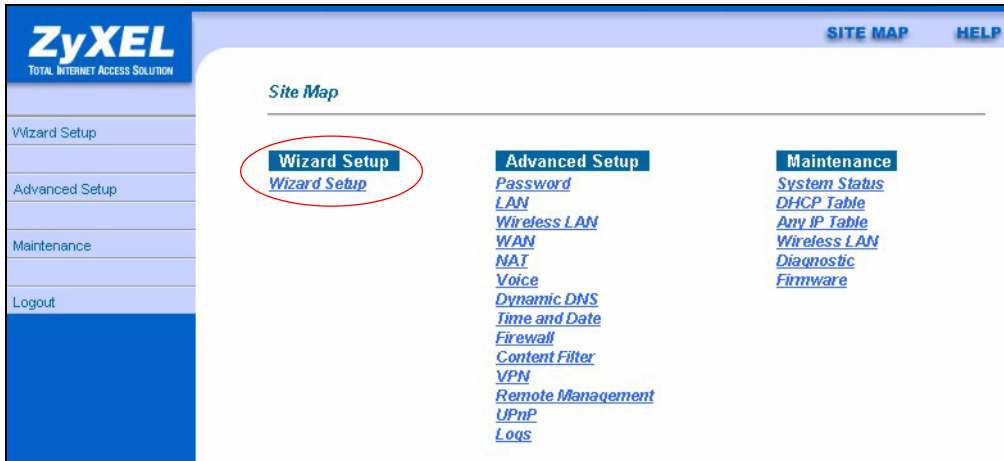 ZyXEL
TOTAL INTERNET ACCESS SOLUTION
SITE MAP
HELP
Wizard Setup
Advanced Setup
Maintenance
Logout
Site Map
Wizard Setup
Wizard Setup
Advanced Setup
Password
LAN
Wireless LAN
WAN
NAT
Voice
Dynamic DNS
Time and Date
Firewall
Content Filter
VPN
Remote Management
UPnP
Logs
Maintenance
System Status
DHCP Table
Any IP Table
Wireless LAN
Diagnostic
Firmware